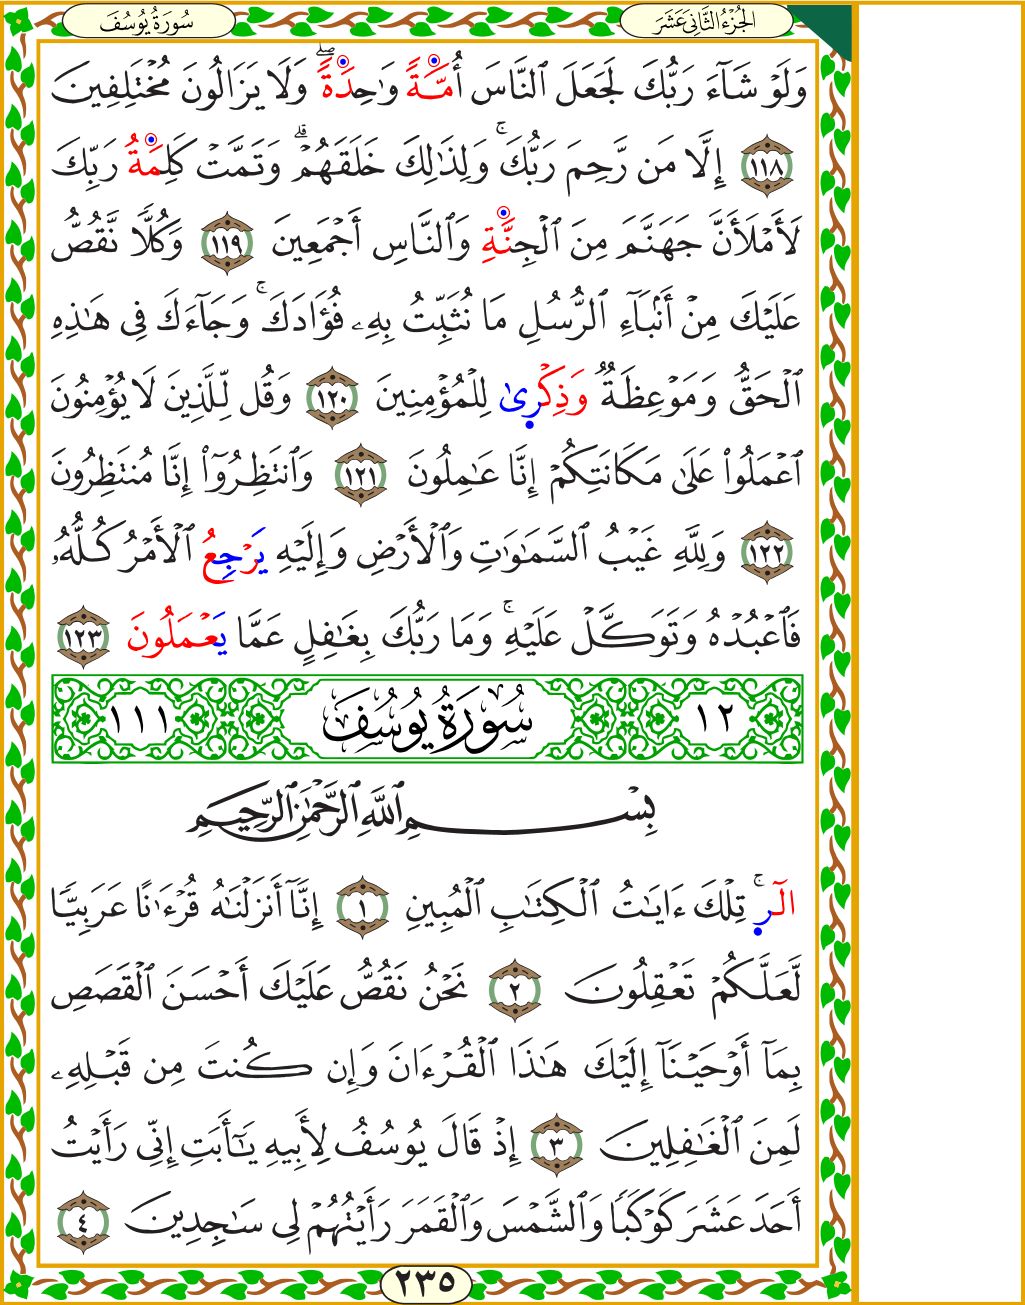 سُورَةُ يُوسُفَ
الجُزْءُ الثَّانِىَ عَشَرَ
وَلَوْ شَآءَ رَبُّكَ لَجَعَلَ ٱلنَّاسَ أُمَّةً وَٰحِدَةًۖ وَلَا يَزَالُونَ مُخْتَلِفِينَ
١١٨ إِلَّا مَن رَّحِمَ رَبُّكَۚ وَلِذَٰلِكَ خَلَقَهُمْۗ وَتَمَّتْ كَلِمَةُ رَبِّكَ
لَأَمْلَأَنَّ جَهَنَّمَ مِنَ ٱلْجِنَّةِ وَٱلنَّاسِ أَجْمَعِينَ ١١٩ وَكُلًّا نَّقُصُّ
عَلَيْكَ مِنْ أَنۢبَآءِ ٱلرُّسُلِ مَا نُثَبِّتُ بِهِۦ فُؤَادَكَۚ وَجَآءَكَ فِى هَٰذِهِ
ٱلْحَقُّ وَمَوْعِظَةٌ وَذِكْرَىٰ لِلْمُؤْمِنِينَ ١٢٠ وَقُل لِّلَّذِينَ لَا يُؤْمِنُونَ
ٱعْمَلُوا۟ عَلَىٰ مَكَانَتِكُمْ إِنَّا عَٰمِلُونَ ١٢١ وَٱنتَظِرُوٓا۟ إِنَّا مُنتَظِرُونَ
١٢٢ وَلِلَّهِ غَيْبُ ٱلسَّمَٰوَٰتِ وَٱلْأَرْضِ وَإِلَيْهِ يَرْجِعُ ٱلْأَمْرُ كُلُّهُۥ
فَٱعْبُدْهُ وَتَوَكَّلْ عَلَيْهِۚ وَمَا رَبُّكَ بِغَٰفِلٍ عَمَّا يَعْمَلُونَ ١٢٣
١٢ سُورَةُ يُوسُفَ ١١١
بِسْمِ ٱللَّهِ ٱلرَّحْمَٰنِ ٱلرَّحِيمِ
الٓرۚ تِلْكَ ءَايَٰتُ ٱلْكِتَٰبِ ٱلْمُبِينِ ١ إِنَّآ أَنزَلْنَٰهُ قُرْءَٰنًا عَرَبِيًّا
لَّعَلَّكُمْ تَعْقِلُونَ ٢ نَحْنُ نَقُصُّ عَلَيْكَ أَحْسَنَ ٱلْقَصَصِ
بِمَآ أَوْحَيْنَآ إِلَيْكَ هَٰذَا ٱلْقُرْءَانَ وَإِن كُنتَ مِن قَبْلِهِۦ
لَمِنَ ٱلْغَٰفِلِينَ ٣ إِذْ قَالَ يُوسُفُ لِأَبِيهِ يَٰٓأَبَتِ إِنِّى رَأَيْتُ
أَحَدَ عَشَرَ كَوْكَبًا وَٱلشَّمْسَ وَٱلْقَمَرَ رَأَيْتُهُمْ لِى سَٰجِدِينَ ٤
٢٣٥